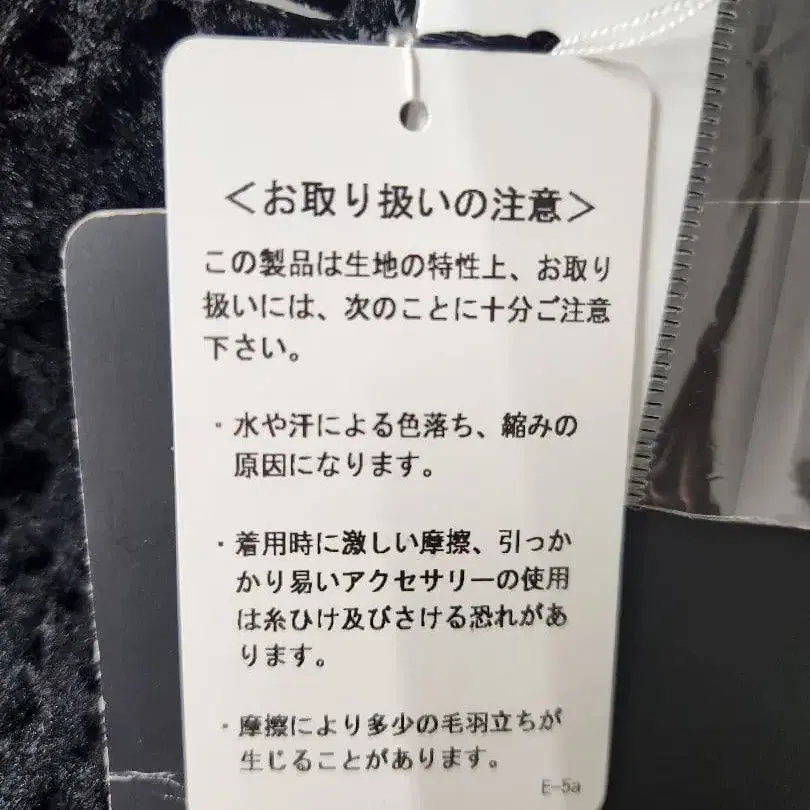 ＜お取り扱いの注意＞
この製品は生地の特性上、お取り
扱いには、次のことに十分ご注意
下さい。
・水や汗による色落ち、縮みの
原因になります。
・着用時に激しい摩擦、引っか
かり易いアクセサリーの使用
は糸ひけ及びさける恐れがあ
ります。
・摩擦により多少の毛羽立ちが
生じることがあります。
E-5a